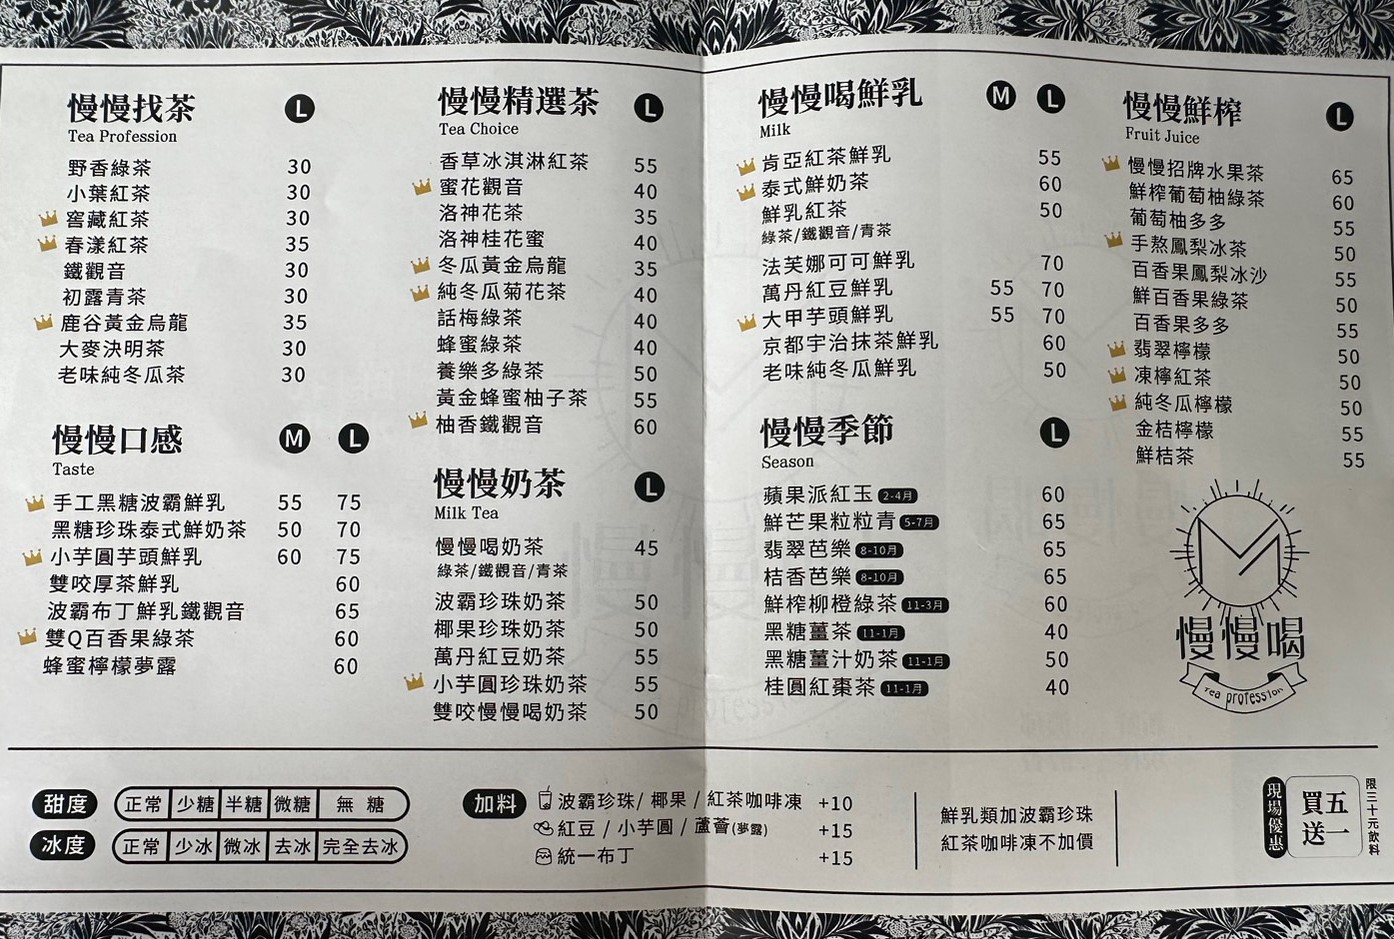 慢慢找茶 L
Tea Profession
野香綠茶 30
小葉紅茶 30
窖藏紅茶 30
春漾紅茶 35
鐵觀音 30
初露青茶 30
鹿谷黃金烏龍 35
大麥決明茶 30
老味純冬瓜茶 30
慢慢口感 M L
Taste
手工黑糖波霸鮮乳 55 75
黑糖珍珠泰式鮮奶茶 50 70
小芋圓芋頭鮮乳 60 75
雙咬厚茶鮮乳 60
波霸布丁鮮乳鐵觀音 65
雙Q百香果綠茶 60
蜂蜜檸檬夢露 60
慢慢精選茶 L
Tea Choice
香草冰淇淋紅茶 55
蜜花觀音 40
洛神花茶 35
洛神桂花蜜 40
冬瓜黃金烏龍 35
純冬瓜菊花茶 40
話梅綠茶 40
蜂蜜綠茶 40
養樂多綠茶 50
黃金蜂蜜柚子茶 55
柚香鐵觀音 60
慢慢奶茶 L
Milk Tea
慢慢喝奶茶 45
綠茶/鐵觀音/青茶
波霸珍珠奶茶 50
椰果珍珠奶茶 50
萬丹紅豆奶茶 55
小芋圓珍珠奶茶 55
雙咬慢慢喝奶茶 50
慢慢喝鮮乳 M L
Milk
肯亞紅茶鮮乳 55
泰式鮮奶茶 60
鮮乳紅茶 50
綠茶/鐵觀音/青茶
法芙娜可可鮮乳 70
萬丹紅豆鮮乳 55 70
大甲芋頭鮮乳 55 70
京都宇治抹茶鮮乳 60
老味純冬瓜鮮乳 50
慢慢季節 L
Season
蘋果派紅玉 2-4月 60
鮮芒果粒粒青 5-7月 65
翡翠芭樂 8-10月 65
桔香芭樂 8-10月 65
鮮榨柳橙綠茶 11-3月 60
黑糖薑茶 11-1月 40
黑糖薑汁奶茶 11-1月 50
桂圓紅棗茶 11-1月 40
慢慢鮮榨 L
Fruit Juice
慢慢招牌水果茶 65
鮮榨葡萄柚綠茶 60
葡萄柚多多 55
手熬鳳梨冰茶 50
百香果鳳梨冰沙 55
鮮百香果綠茶 50
百香果多多 55
翡翠檸檬 50
凍檸紅茶 50
純冬瓜檸檬 50
金桔檸檬 55
鮮桔茶 55
慢慢喝
Tea profession
甜度 正常 少糖 半糖 微糖 無 糖
冰度 正常 少冰 微冰 去冰 完全去冰
加料 波霸珍珠/ 椰果 / 紅茶咖啡凍 +10
紅豆 / 小芋圓 / 蘆薈(夢露) +15
統一布丁 +15
鮮乳類加波霸珍珠
紅茶咖啡凍不加價
現場優惠
買五
送一
限三十元飲料